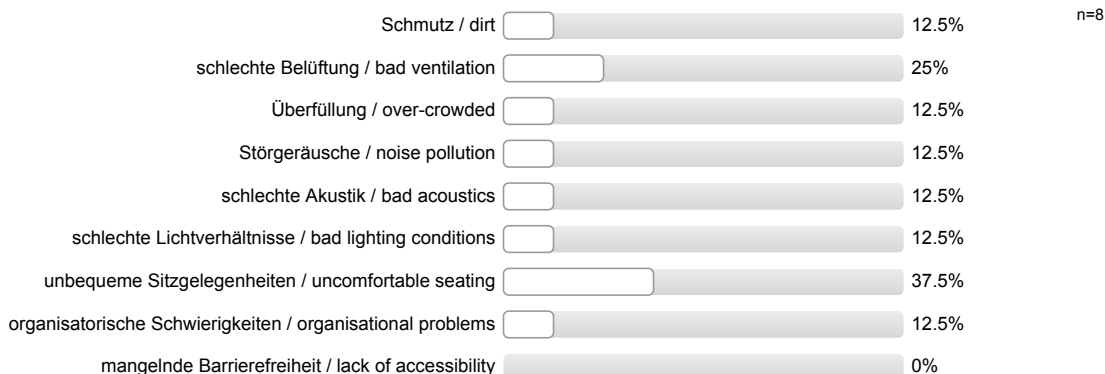 Schmutz / dirt 12.5% n=8
schlechte Belüftung / bad ventilation 25%
Überfüllung / over-crowded 12.5%
Störgeräusche / noise pollution 12.5%
schlechte Akustik / bad acoustics 12.5%
schlechte Lichtverhältnisse / bad lighting conditions 12.5%
unbequeme Sitzgelegenheiten / uncomfortable seating 37.5%
organisatorische Schwierigkeiten / organisational problems 12.5%
mangelnde Barrierefreiheit / lack of accessibility 0%